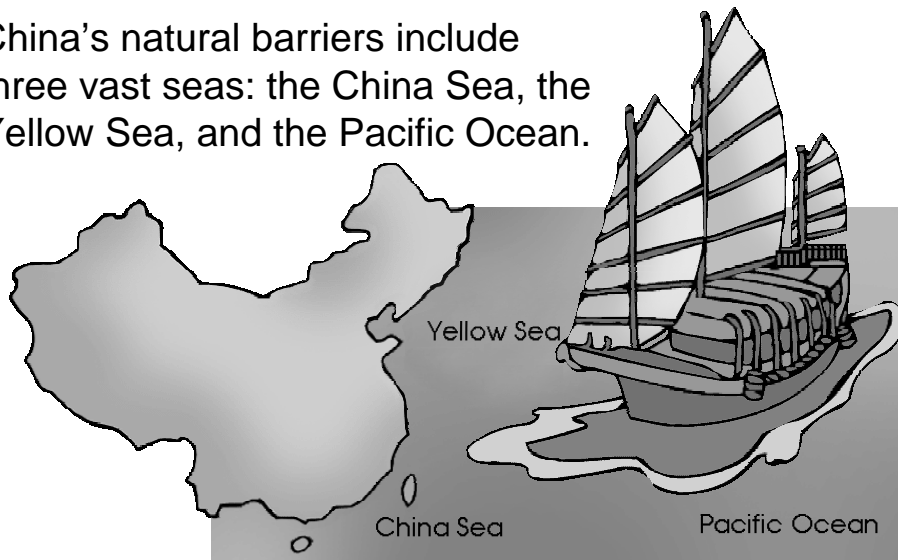 China’s natural barriers include
hree vast seas: the China Sea, the
Yellow Sea, and the Pacific Ocean.
Yellow Sea
China Sea
Pacific Ocean